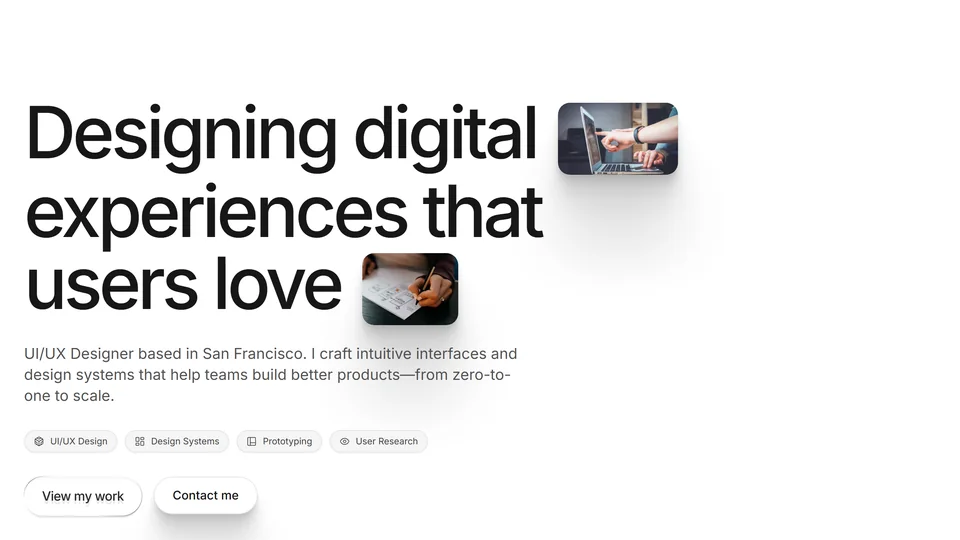 Designing digital
experiences that
users love
UI/UX Designer based in San Francisco. I craft intuitive interfaces and
design systems that help teams build better products—from zero-to-
one to scale.
UI/UX Design
Design Systems
Prototyping
User Research
View my work
Contact me